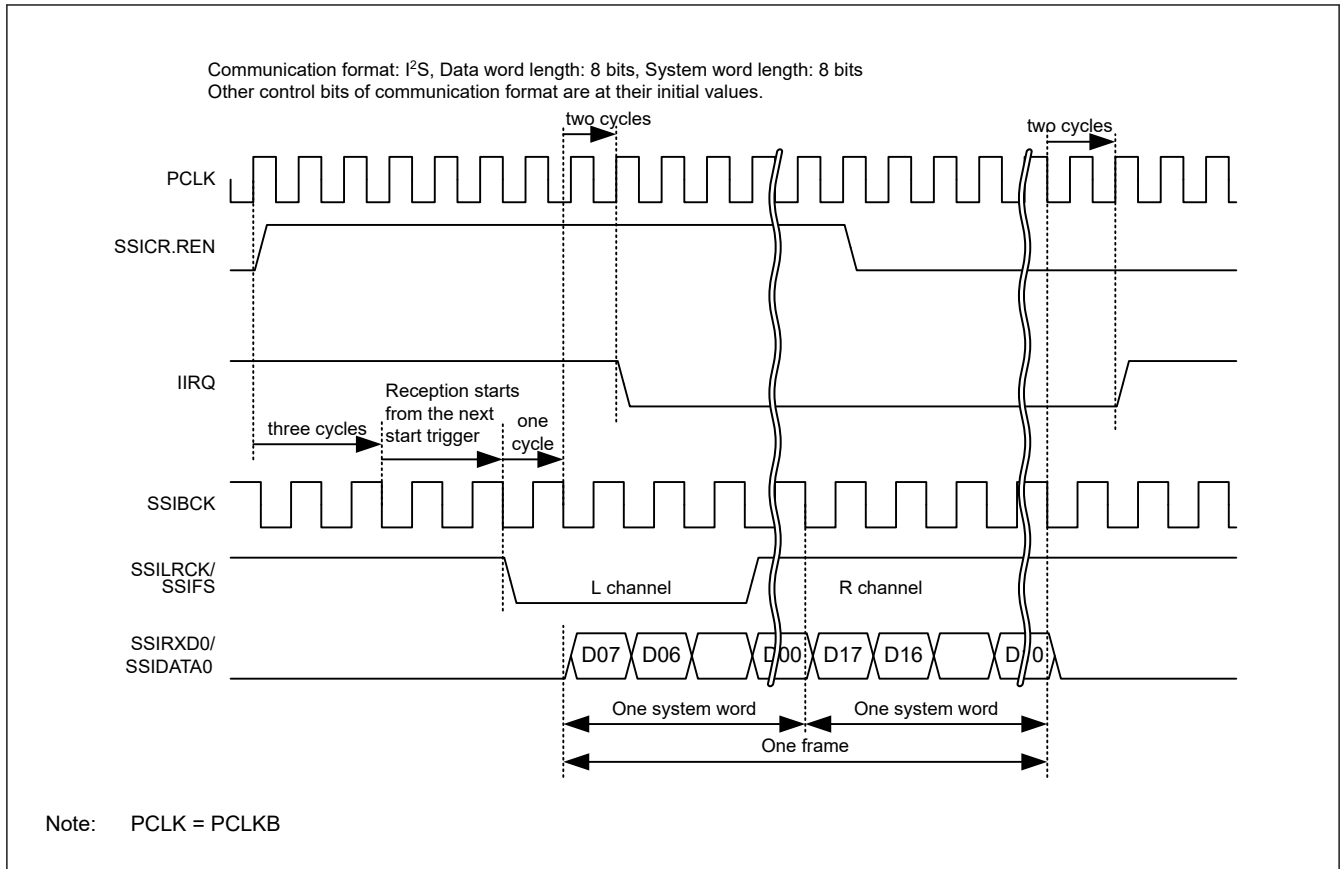 Communication format: I²S, Data word length: 8 bits, System word length: 8 bits
Other control bits of communication format are at their initial values.
two cycles
two cycles
PCLK
SSICR.REN
IIRQ
Reception starts
from the next
start trigger
one
cycle
three cycles
SSIBCK
SSILRCK/
SSIFS
L channel
R channel
SSIRXD0/
SSIDATA0
D07
D06
D00
D17
D16
D10
One system word
One system word
One frame
Note: PCLK = PCLKB